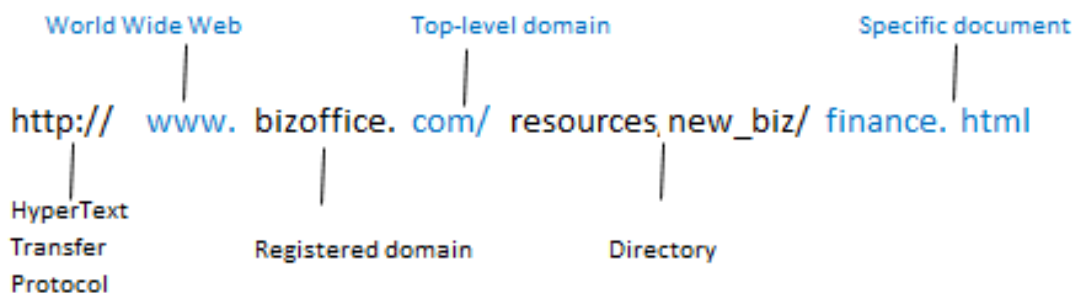 World Wide Web Top-level domain Specific document
http:// www. bizoffice. com/ resources, new_biz/ finance. html
HyperText
Transfer Registered domain Directory
Protocol